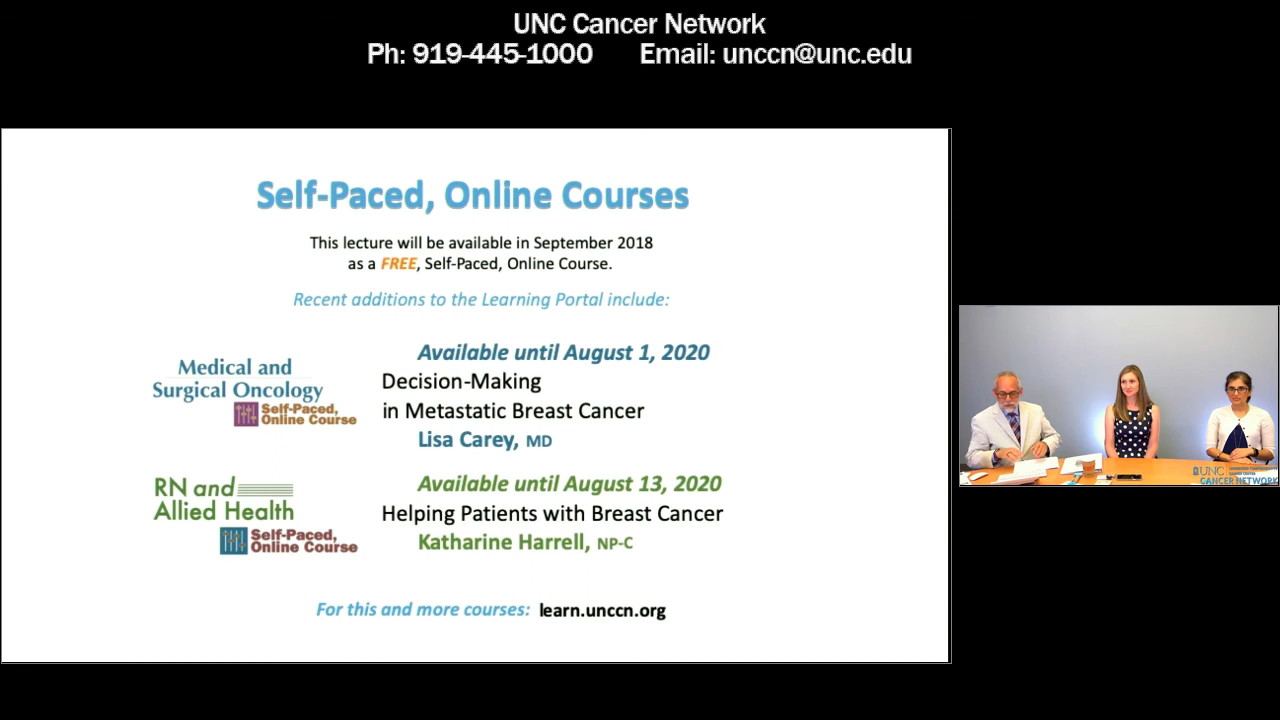 UNC Cancer Network
Ph: 919-445-1000 Email: unccn@unc.edu
Self-Paced, Online Courses
This lecture will be available in September 2018
as a FREE, Self-Paced, Online Course.
Recent additions to the Learning Portal include:
Medical and
Surgical Oncology
Self-Paced,
Online Course
Available until August 1, 2020
Decision-Making
in Metastatic Breast Cancer
Lisa Carey, MD
RN and
Allied Health
Self-Paced,
Online Course
Available until August 13, 2020
Helping Patients with Breast Cancer
Katharine Harrell, NP-C
For this and more courses: learn.unccn.org
UNC
CANCER NETWORK